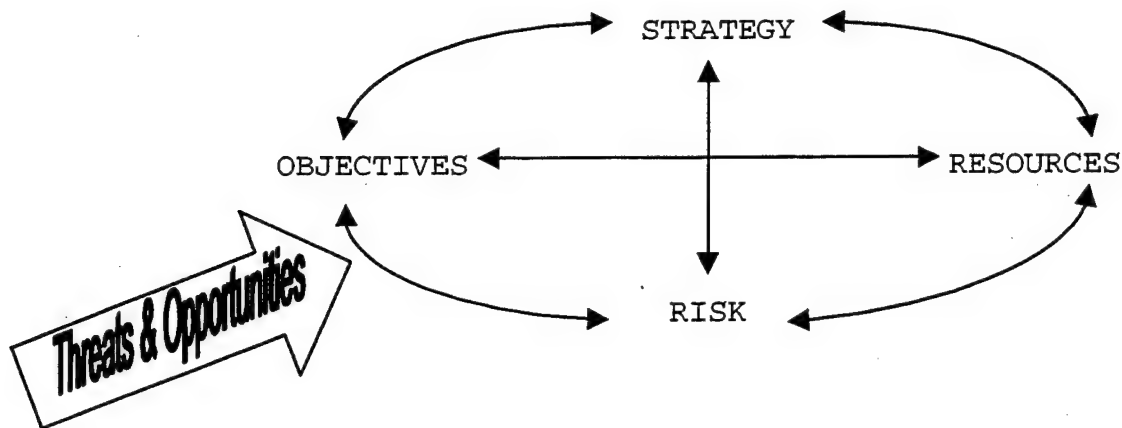 STRATEGY
OBJECTIVES
RESOURCES
Threats & Opportunities
RISK